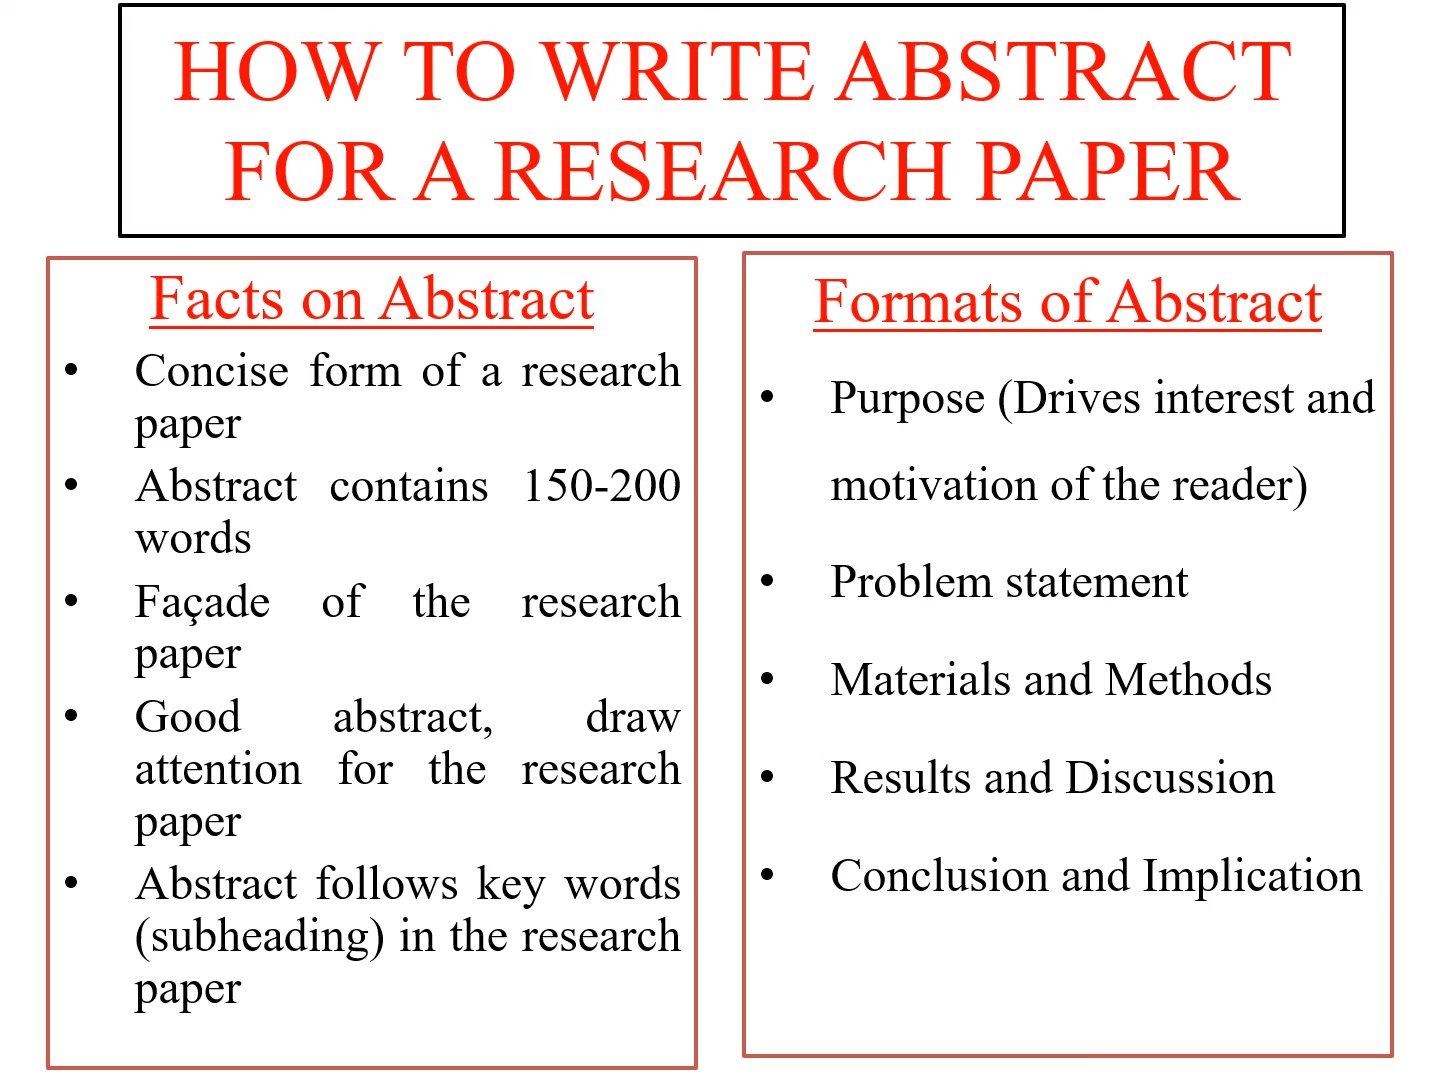 HOW TO WRITE ABSTRACT
FOR A RESEARCH PAPER
Facts on Abstract
• Concise form of a research
paper
• Abstract contains 150-200
words
• Façade of the research
paper
• Good abstract, draw
attention for the research
paper
• Abstract follows key words
(subheading) in the research
paper
Formats of Abstract
• Purpose (Drives interest and
motivation of the reader)
• Problem statement
• Materials and Methods
• Results and Discussion
• Conclusion and Implication